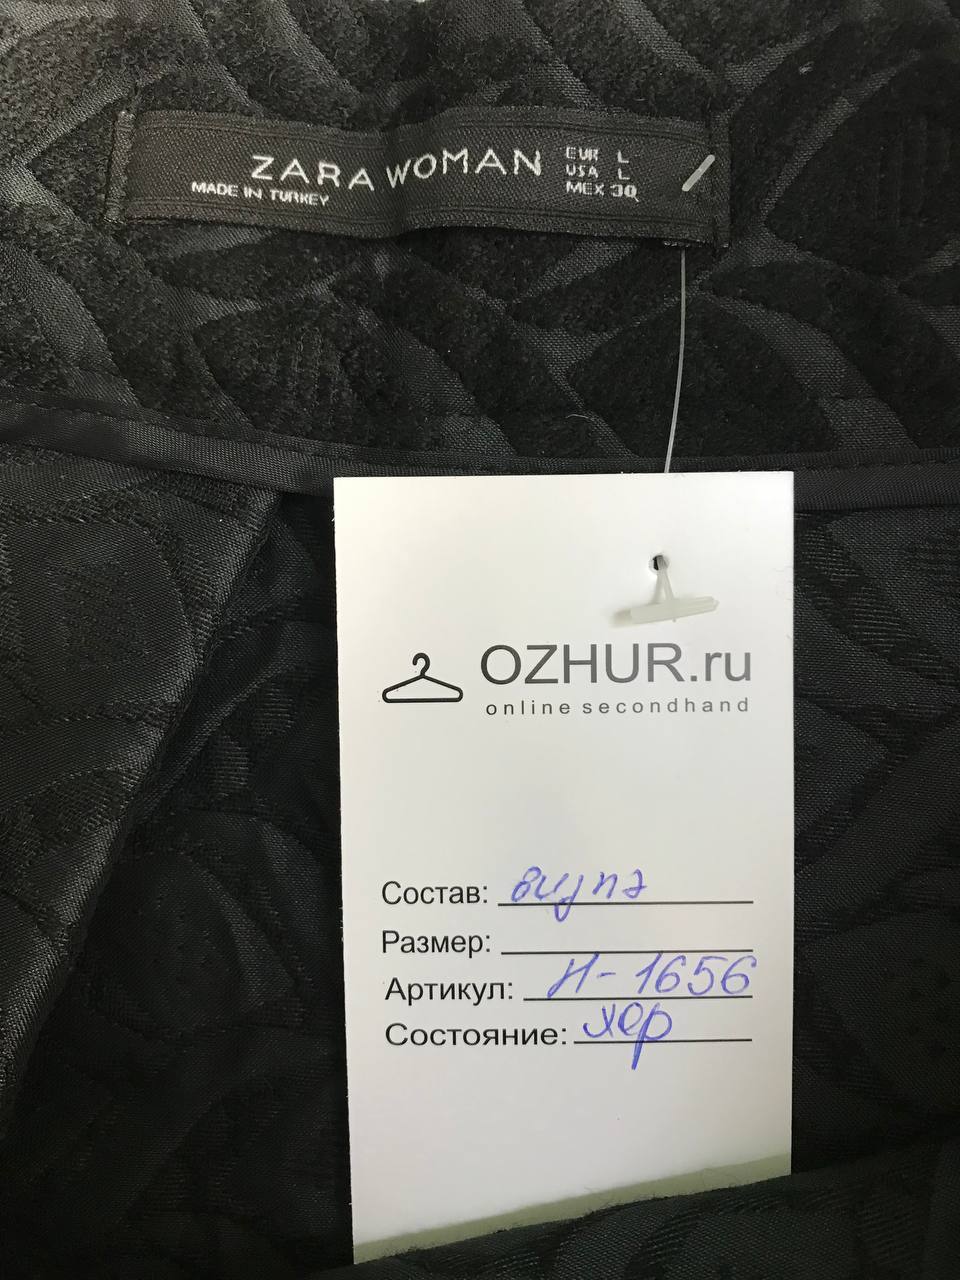 ZARA WOMAN
MADE IN TURKEY
EUR L
USA L
MEX 30
OZHUR.ru
online secondhand
Состав:
Размер:
Артикул: И-1656
Состояние: хор